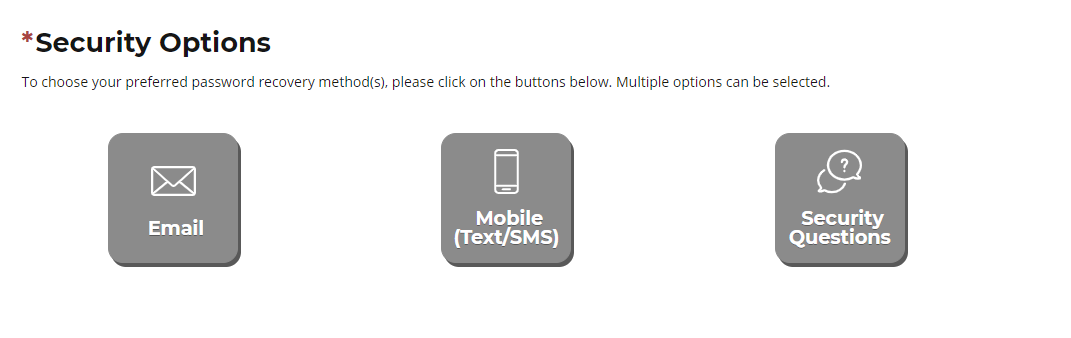 *Security Options
To choose your preferred password recovery method(s), please click on the buttons below. Multiple options can be selected.
Email
Mobile
(Text/SMS)
?
Security
Questions